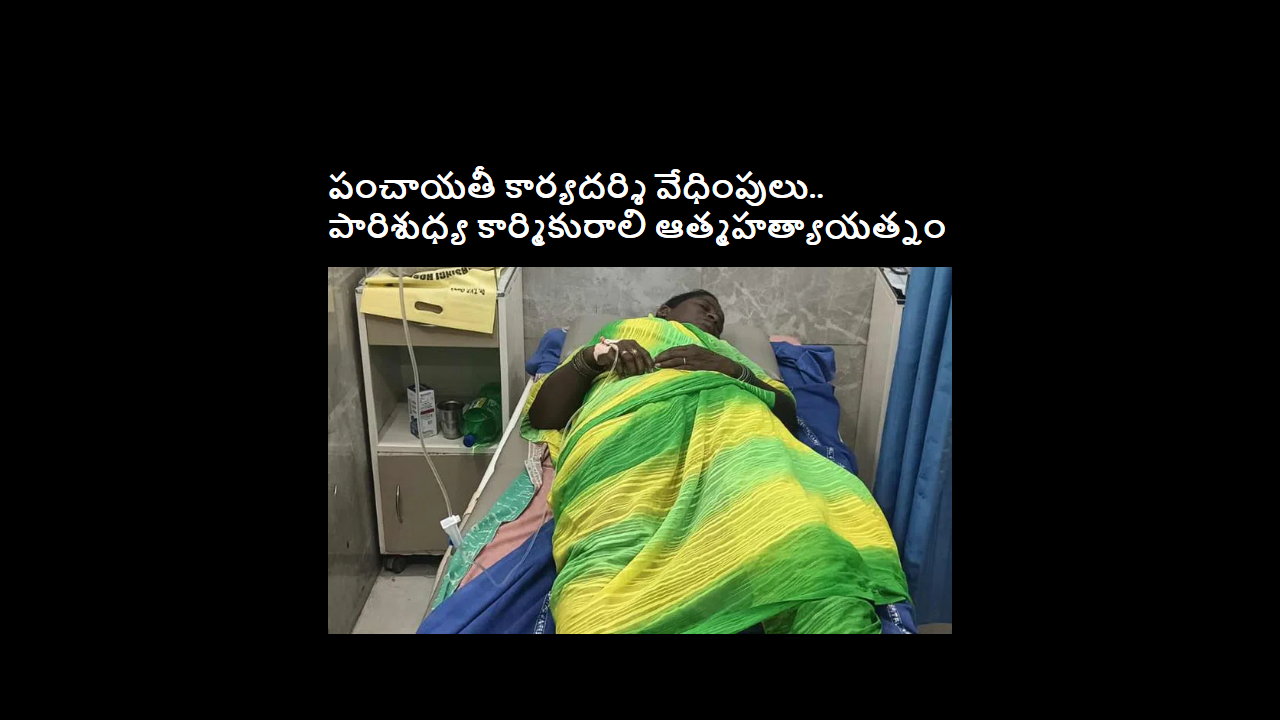 పంచాయతీ కార్యదర్శి వేధింపులు..
పారిశుధ్య కార్మికురాలి ఆత్మహత్యాయత్నం